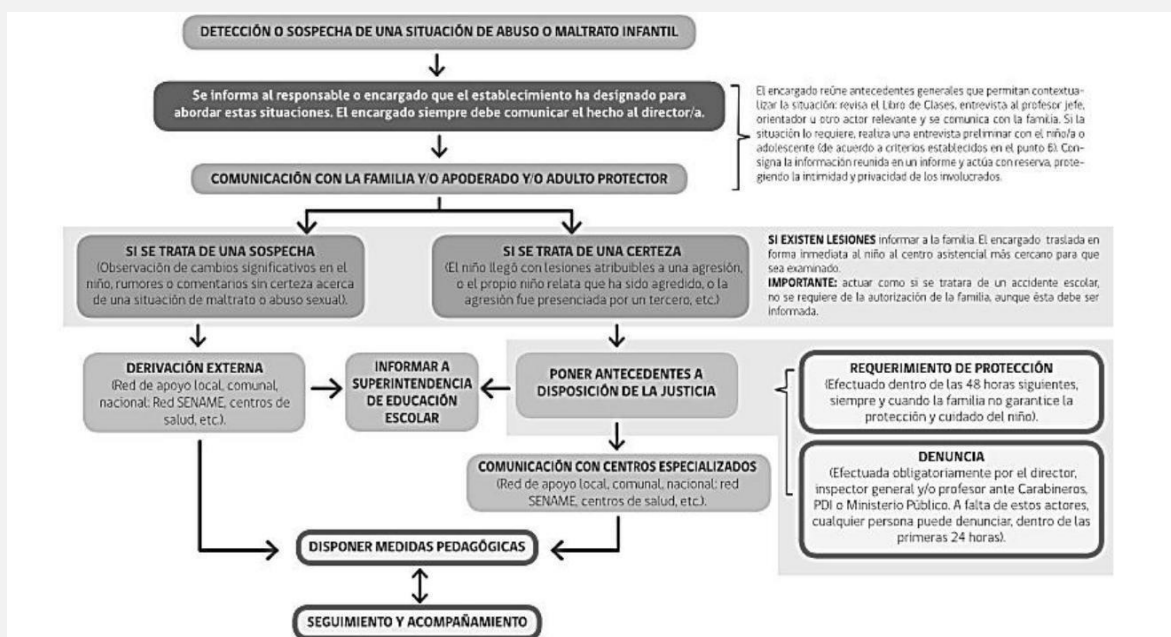 DETECCIÓN O SOSPECHA DE UNA SITUACIÓN DE ABUSO O MALTRATO INFANTIL
Se informa al responsable o encargado que el establecimiento ha designado para
abordar estas situaciones. El encargado siempre debe comunicar el hecho al director/a.
El encargado reúne antecedentes generales que permitan contextua-
lizar la situación: revisa el Libro de Clases, entrevista al profesor jefe,
orientador u otro actor relevante y se comunica con la familia. Si la
situación lo requiere, realiza una entrevista preliminar con el niño/a o
adolescente (de acuerdo a criterios establecidos en el punto 6). Con-
signa la información reunida en un informe y actúa con reserva, prote-
giendo la intimidad y privacidad de los involucrados.
COMUNICACIÓN CON LA FAMILIA Y/O APODERADO Y/O ADULTO PROTECTOR
SI SE TRATA DE UNA SOSPECHA
(Observación de cambios significativos en el
niño, rumores o comentarios sin certeza acerca
de una situación de maltrato o abuso sexual).
SI SE TRATA DE UNA CERTEZA
(El niño llegó con lesiones atribuibles a una agresión,
o el propio niño relata que ha sido agredido, o la
agresión fue presenciada por un tercero, etc.)
SI EXISTEN LESIONES informar a la familia. El encargado traslada en
forma inmediata al niño al centro asistencial más cercano para que
sea examinado.
IMPORTANTE: actuar como si se tratara de un accidente escolar,
no se requiere de la autorización de la familia, aunque ésta debe ser
informada.
DERIVACIÓN EXTERNA
(Red de apoyo local, comunal,
nacional: Red SENAME, centros de
salud, etc.).
INFORMAR A
SUPERINTENDENCIA
DE EDUCACIÓN
ESCOLAR
PONER ANTECEDENTES A
DISPOSICIÓN DE LA JUSTICIA
REQUERIMIENTO DE PROTECCIÓN
(Efectuado dentro de las 48 horas siguientes,
siempre y cuando la familia no garantice la
protección y cuidado del niño).
DENUNCIA
(Efectuada obligatoriamente por el director,
inspector general y/o profesor ante Carabineros,
PDI o Ministerio Público. A falta de estos actores,
cualquier persona puede denunciar, dentro de las
primeras 24 horas).
COMUNICACIÓN CON CENTROS ESPECIALIZADOS
(Red de apoyo local, comunal, nacional: red
SENAME, centros de salud, etc.).
DISPONER MEDIDAS PEDAGÓGICAS
SEGUIMIENTO Y ACOMPAÑAMIENTO